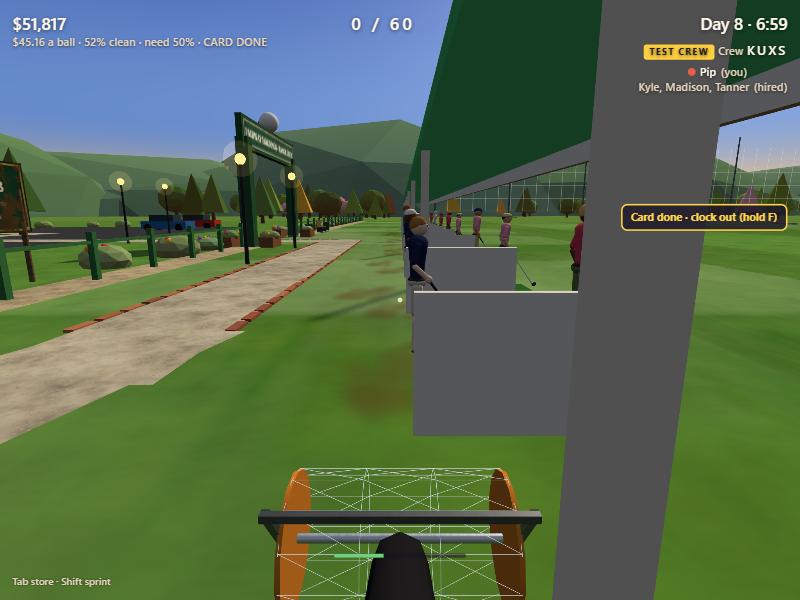 $51,817
0 / 60
Day 8 · 6:59
$45.16 a ball · 52% clean · need 50% · CARD DONE
TEST CREW Crew KUXS
Pip (you)
Kyle, Madison, Tanner (hired)
Card done · clock out (hold F)
Tab store · Shift sprint